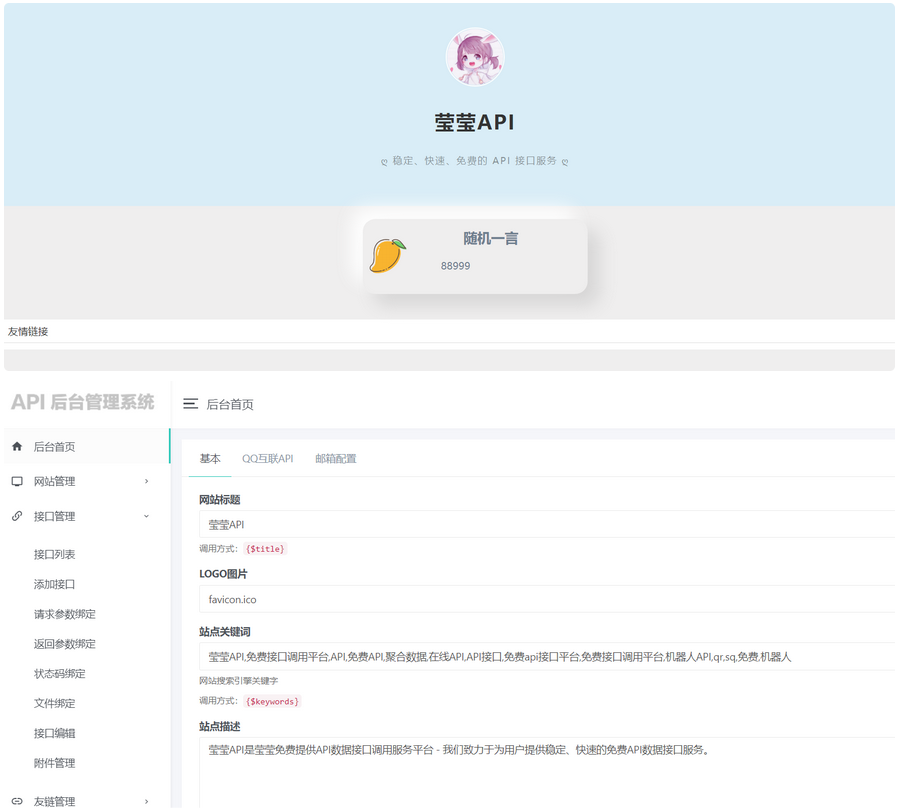 莹莹API
ღ 稳定、快速、免费的 API 接口服务 ღ
随机一言
88999
友情链接
API 后台管理系统
后台首页
后台首页
网站管理
接口管理
接口列表
添加接口
请求参数绑定
返回参数绑定
状态码绑定
文件绑定
接口编辑
附件管理
友链管理
基本 QQ互联API 邮箱配置
网站标题
莹莹API
调用方式: {$title}
LOGO图片
favicon.ico
站点关键词
莹莹API,免费接口调用平台,API,免费API,聚合数据,在线API,API接口,免费api接口平台,免费接口调用平台,机器人API,qr,sq,免费,机器人
网站搜索引擎关键字
调用方式: {$keywords}
站点描述
莹莹API是莹莹免费提供API数据接口调用服务平台 - 我们致力于为用户提供稳定、快速的免费API数据接口服务。